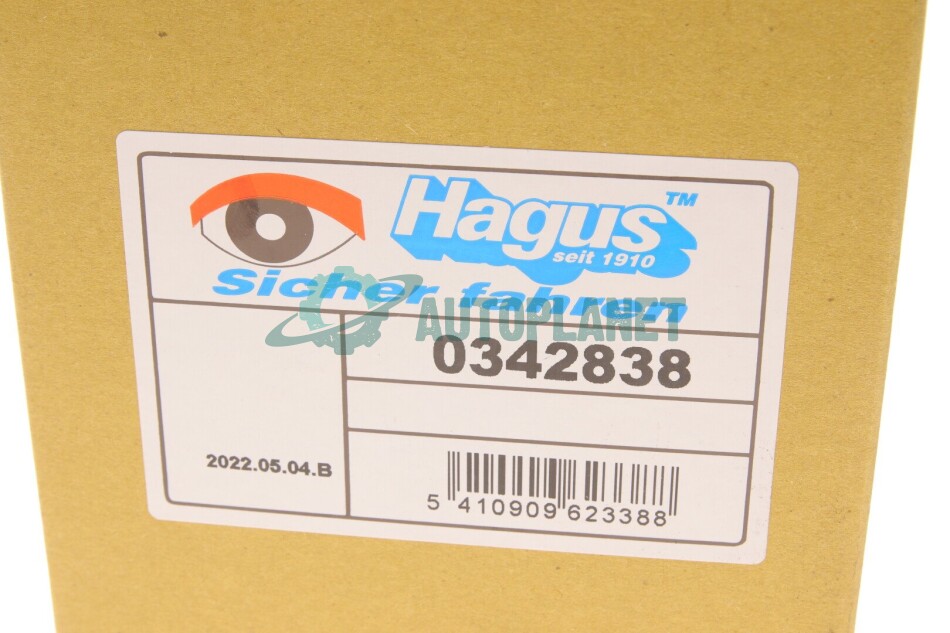 Hagus™
seit 1910
Sicher fahren
AUTOPLANET
0342838
2022.05.04.B
5 410909 623388